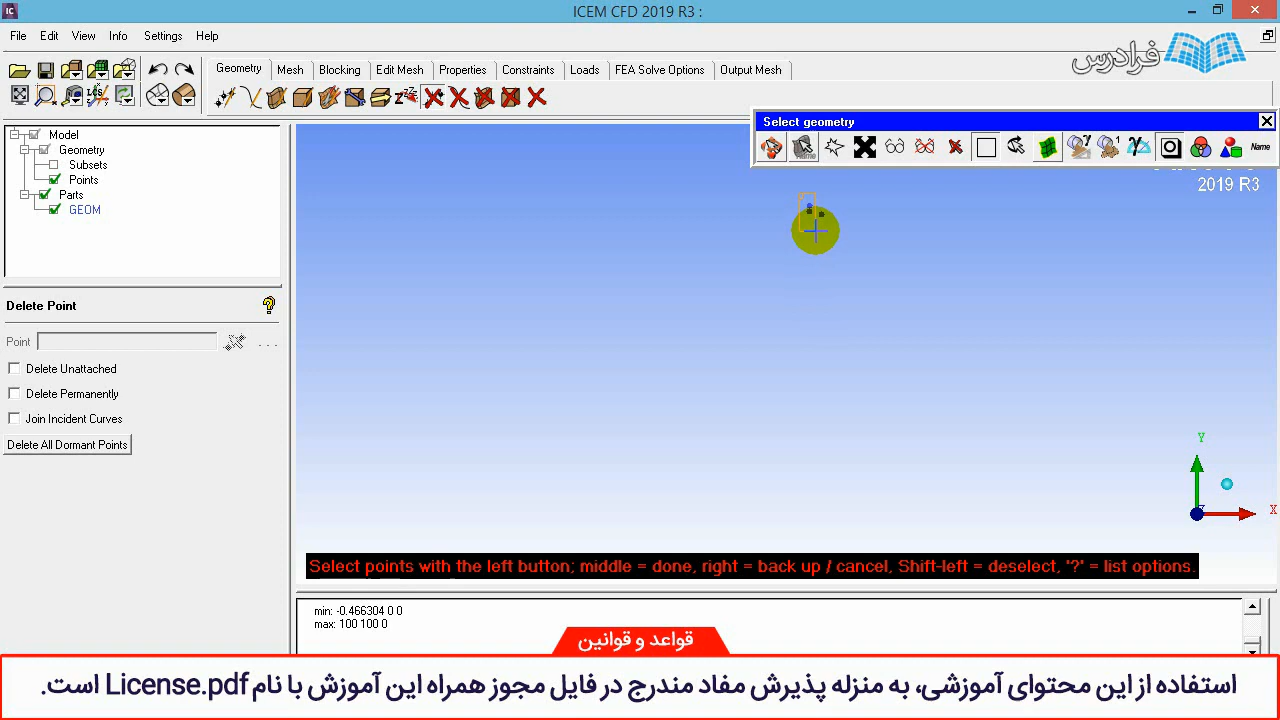 ICEM CFD 2019 R3 :
File Edit View Info Settings Help
فرادرس
Geometry Mesh Blocking Edit Mesh Properties Constraints Loads FEA Solve Options Output Mesh
Select geometry
Name
2019 R3
Model
Geometry
Subsets
Points
Parts
GEOM
Delete Point
Point
Delete Unattached
Delete Permanently
Join Incident Curves
Delete All Dormant Points
Y
X
Select points with the left button; middle = done, right = back up / cancel, Shift-left = deselect, '?' = list options.
min: -0.466304 0 0
max: 100 100 0
قواعد و قوانین
استفاده از این محتوای آموزشی، به منزله پذیرش مفاد مندرج در فایل مجوز همراه این آموزش با نام License.pdf است.